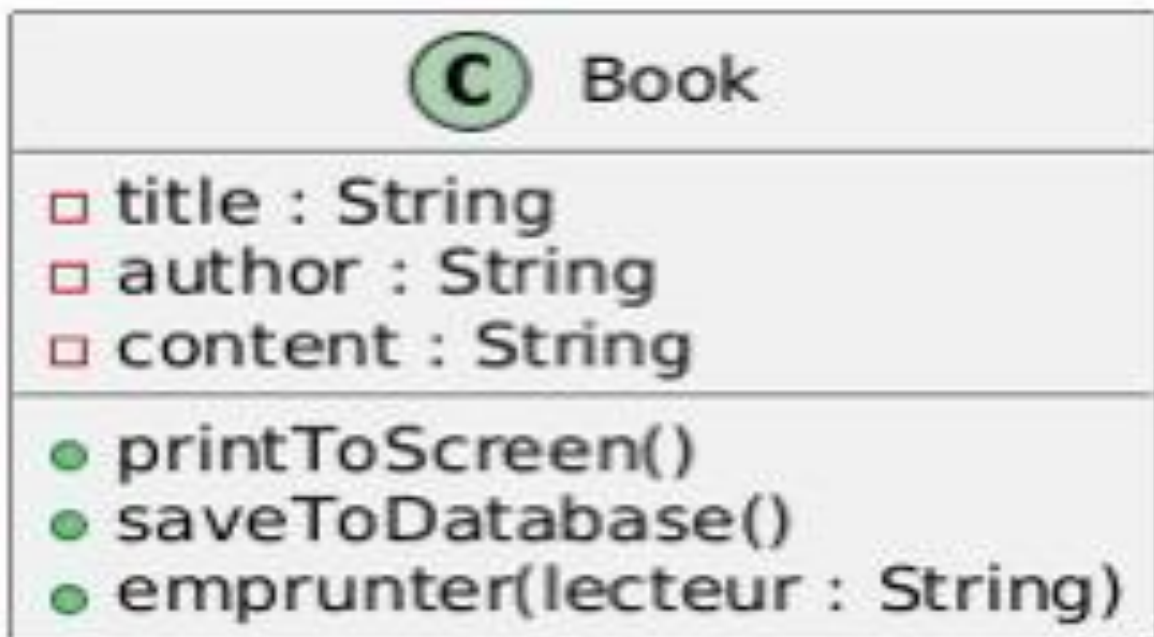 C Book
title : String
author : String
content : String
printToScreen()
saveToDatabase()
emprunter(lecteur : String)